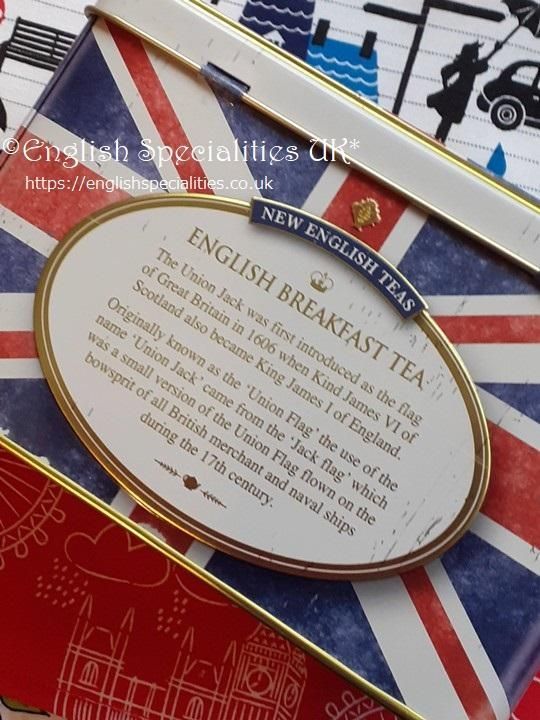 ©English Specialities UK*
https://englishspecialities.co.uk
NEW ENGLISH TEAS
ENGLISH BREAKFAST TEA
The Union Jack was first introduced as the flag
of Great Britain in 1606 when Kind James VI of
Scotland also became King James I of England.
Originally known as the 'Union Flag' the use of the
name 'Union Jack' came from the 'Jack flag' which
was a small version of the Union Flag flown on the
bowsprit of all British merchant and naval ships
during the 17th century.